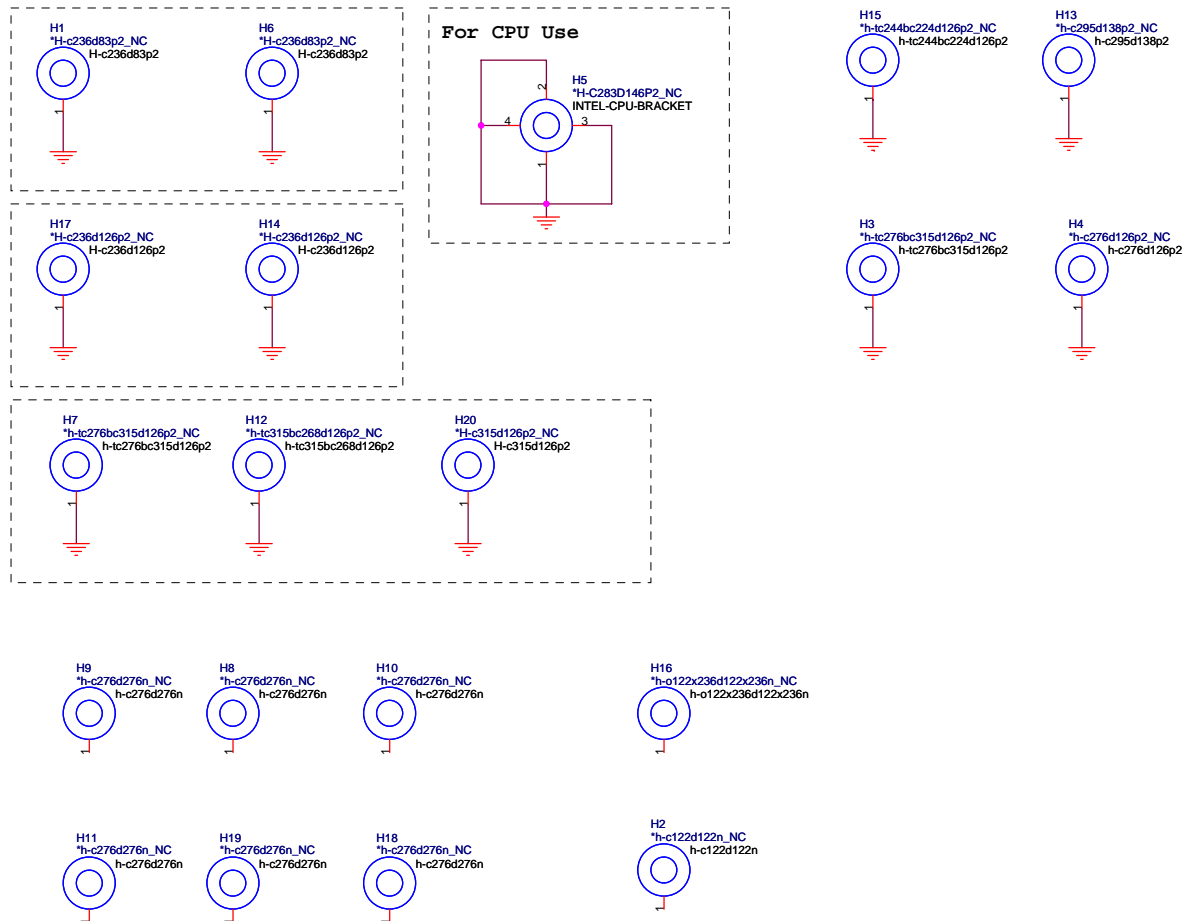 H1
*H-c236d83p2_NC
H-c236d83p2
1
H6
*H-c236d83p2_NC
H-c236d83p2
1
For CPU Use
H5
*H-C283D146P2_NC
INTEL-CPU-BRACKET
2
4
3
1
H15
*h-tc244bc224d126p2_NC
h-tc244bc224d126p2
1
H13
*h-c295d138p2_NC
h-c295d138p2
1
H17
*H-c236d126p2_NC
H-c236d126p2
1
H14
*H-c236d126p2_NC
H-c236d126p2
1
H3
*h-tc276bc315d126p2_NC
h-tc276bc315d126p2
1
H4
*h-c276d126p2_NC
h-c276d126p2
1
H7
*h-tc276bc315d126p2_NC
h-tc276bc315d126p2
1
H12
*h-tc315bc268d126p2_NC
h-tc315bc268d126p2
1
H20
*H-c315d126p2_NC
H-c315d126p2
1
H9
*h-c276d276n_NC
h-c276d276n
1
H8
*h-c276d276n_NC
h-c276d276n
1
H10
*h-c276d276n_NC
h-c276d276n
1
H16
*h-o122x236d122x236n_NC
h-o122x236d122x236n
1
H11
*h-c276d276n_NC
h-c276d276n
H19
*h-c276d276n_NC
h-c276d276n
H18
*h-c276d276n_NC
h-c276d276n
H2
*h-c122d122n_NC
h-c122d122n
1